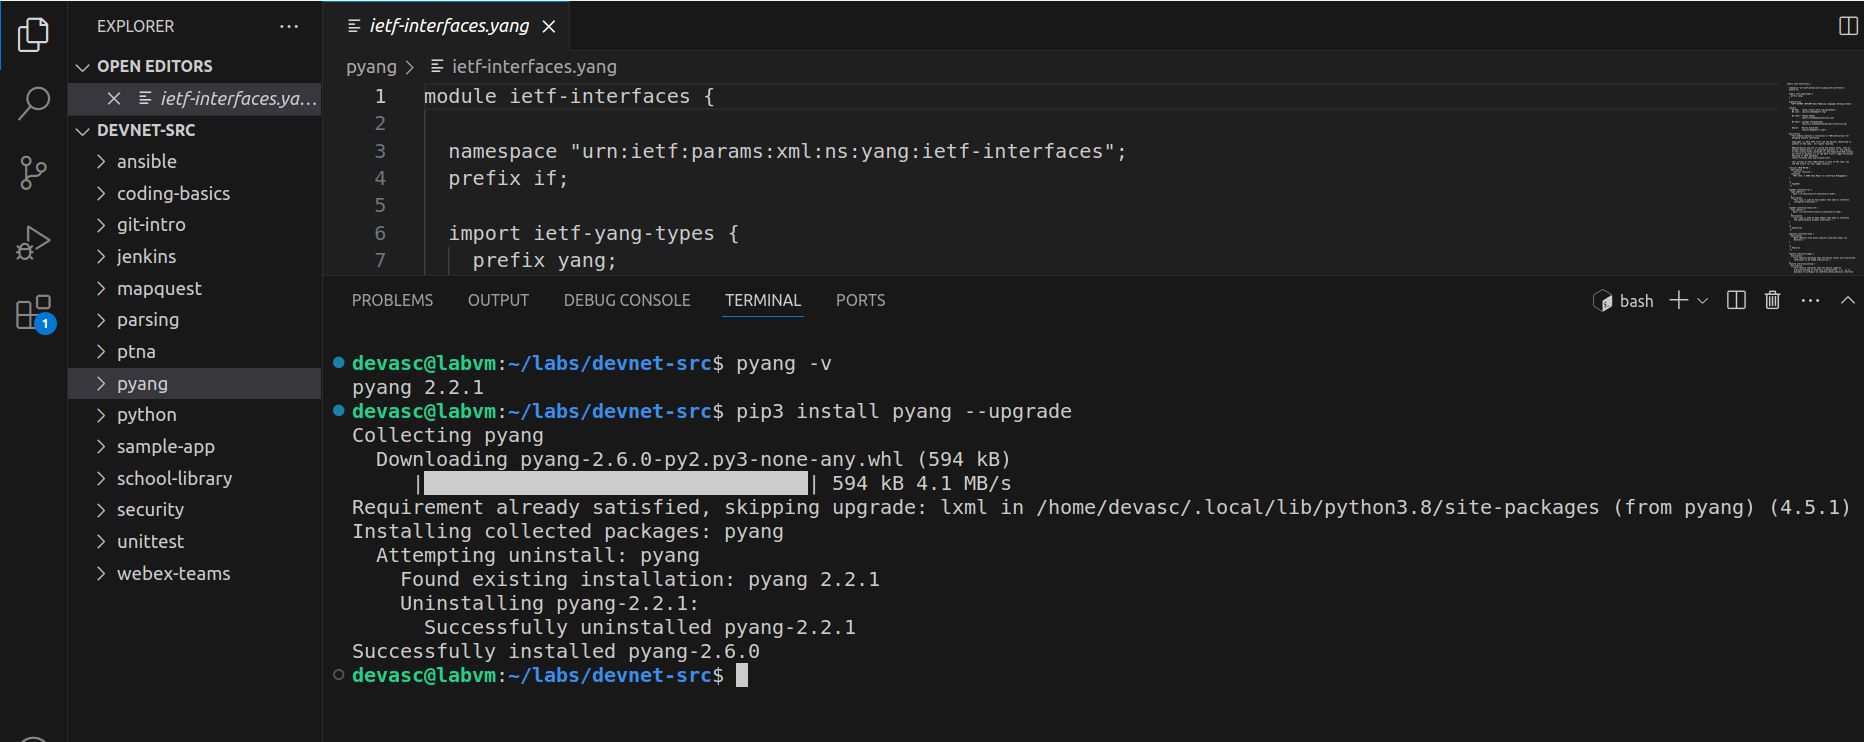 EXPLORER
OPEN EDITORS
ietf-interfaces.ya...
DEVNET-SRC
ansible
coding-basics
git-intro
jenkins
mapquest
parsing
ptna
pyang
python
sample-app
school-library
security
unittest
webex-teams
1
ietf-interfaces.yang
pyang > ietf-interfaces.yang
1 module ietf-interfaces {
2
3 namespace "urn:ietf:params:xml:ns:yang:ietf-interfaces";
4 prefix if;
5
6 import ietf-yang-types {
7 prefix yang;
PROBLEMS OUTPUT DEBUG CONSOLE TERMINAL PORTS bash
devasc@labvm:~/labs/devnet-src$ pyang -v
pyang 2.2.1
devasc@labvm:~/labs/devnet-src$ pip3 install pyang --upgrade
Collecting pyang
Downloading pyang-2.6.0-py2.py3-none-any.whl (594 kB)
| | 594 kB 4.1 MB/s
Requirement already satisfied, skipping upgrade: lxml in /home/devasc/.local/lib/python3.8/site-packages (from pyang) (4.5.1)
Installing collected packages: pyang
Attempting uninstall: pyang
Found existing installation: pyang 2.2.1
Uninstalling pyang-2.2.1:
Successfully uninstalled pyang-2.2.1
Successfully installed pyang-2.6.0
devasc@labvm:~/labs/devnet-src$